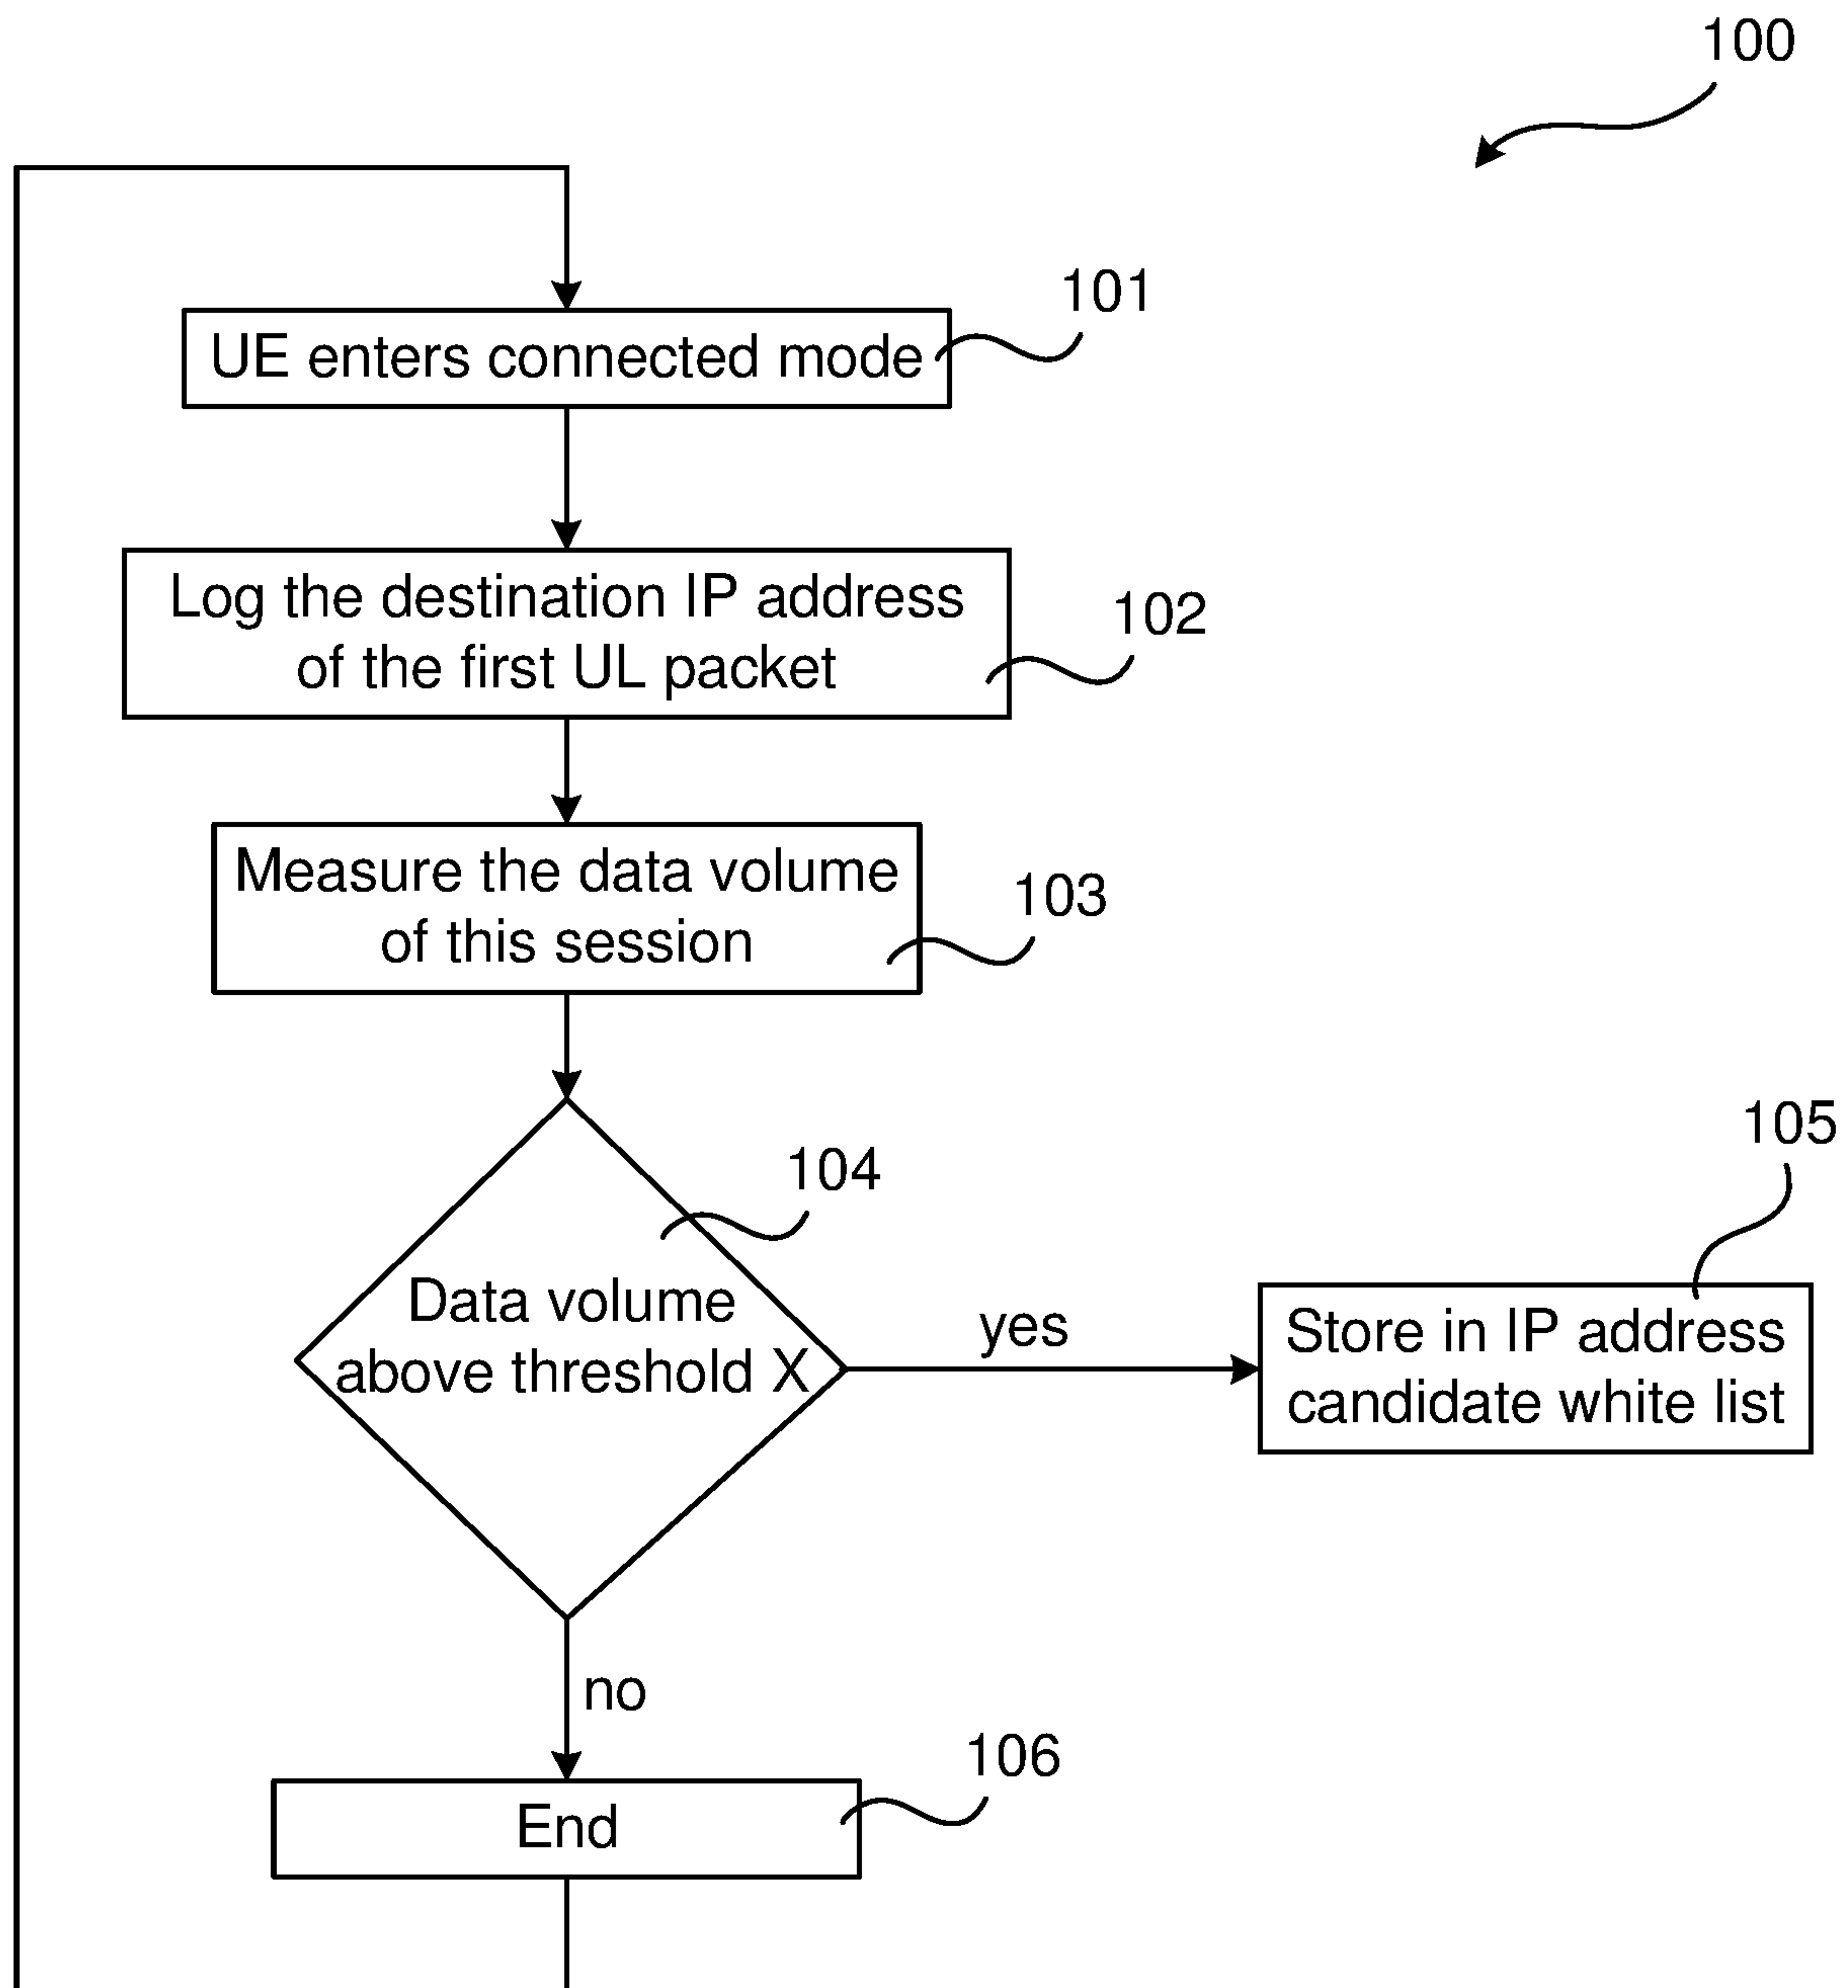 100
UE enters connected mode
101
Log the destination IP address
of the first UL packet
102
Measure the data volume
of this session
103
104
Data volume
above threshold X
yes
105
Store in IP address
candidate white list
no
106
End